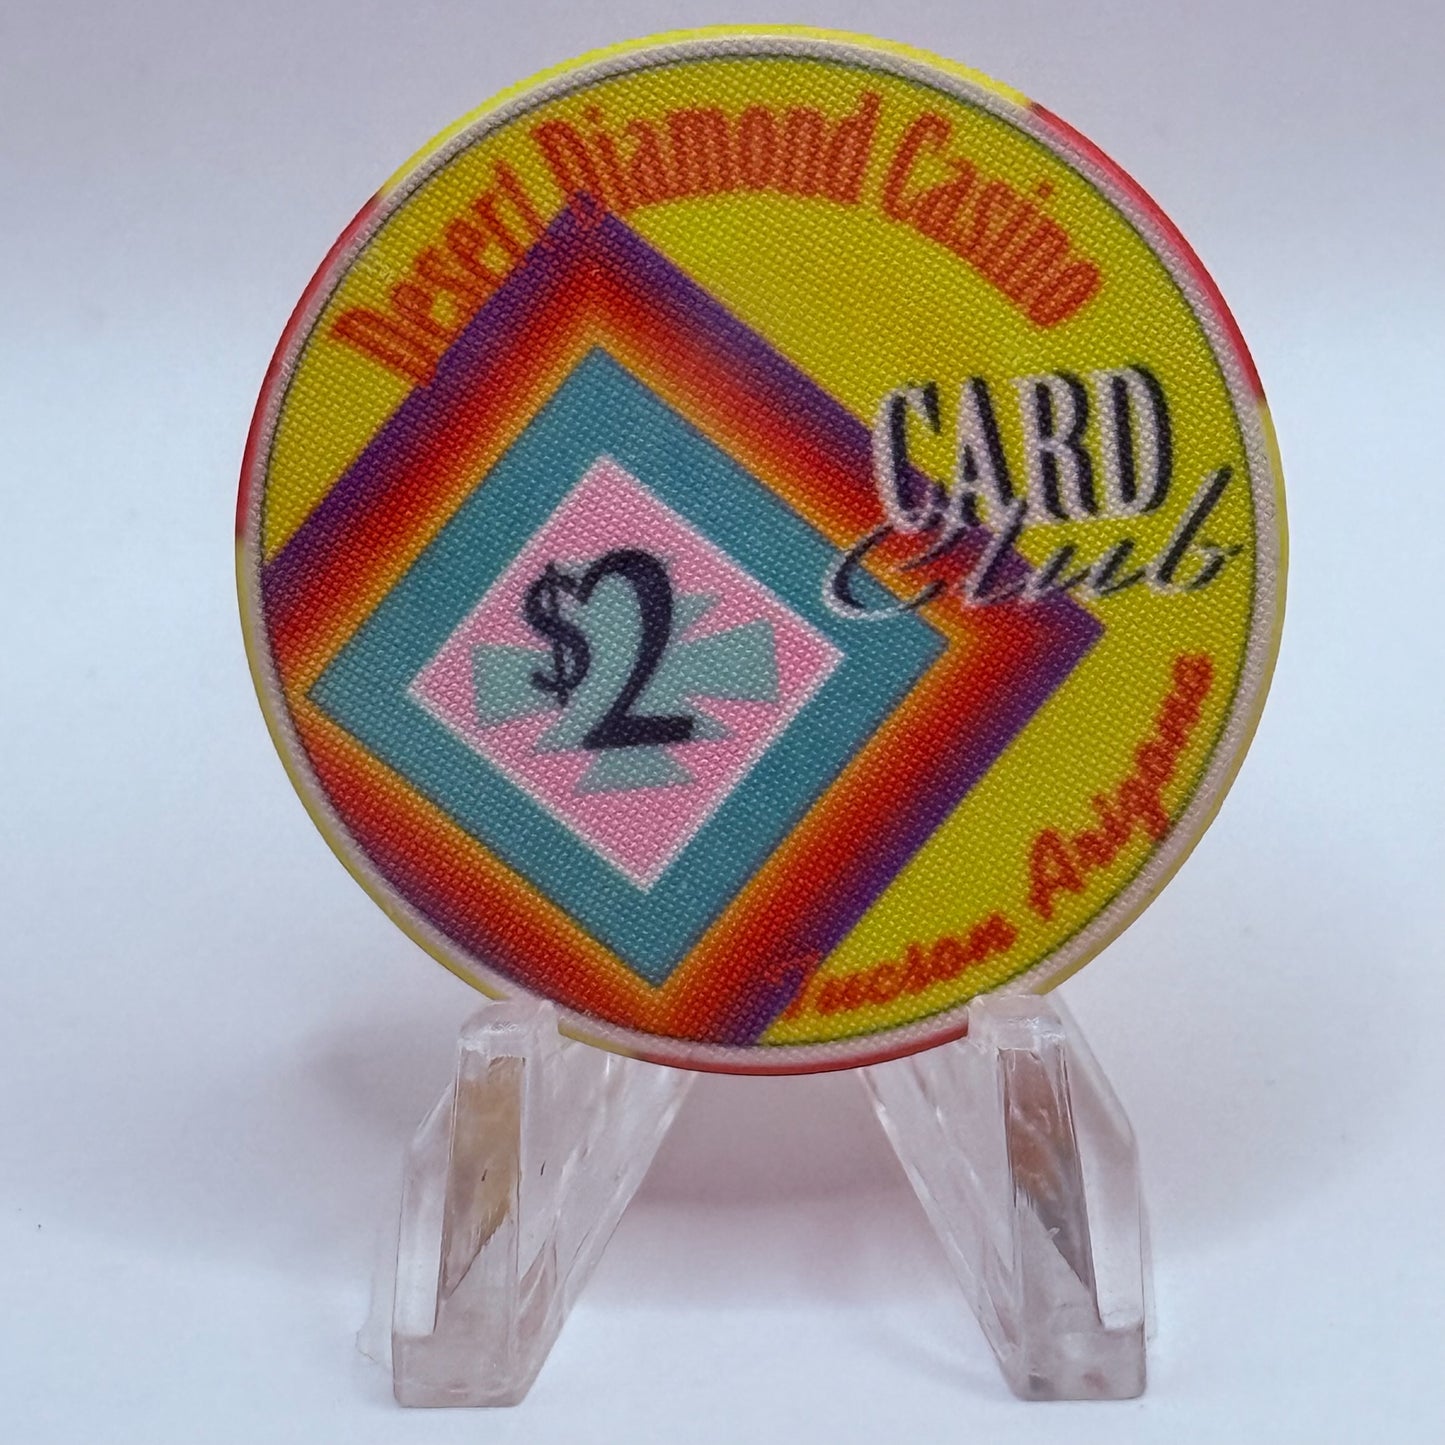 Desert Diamond Casino
CARD
Club
$2
Tucson Arizona